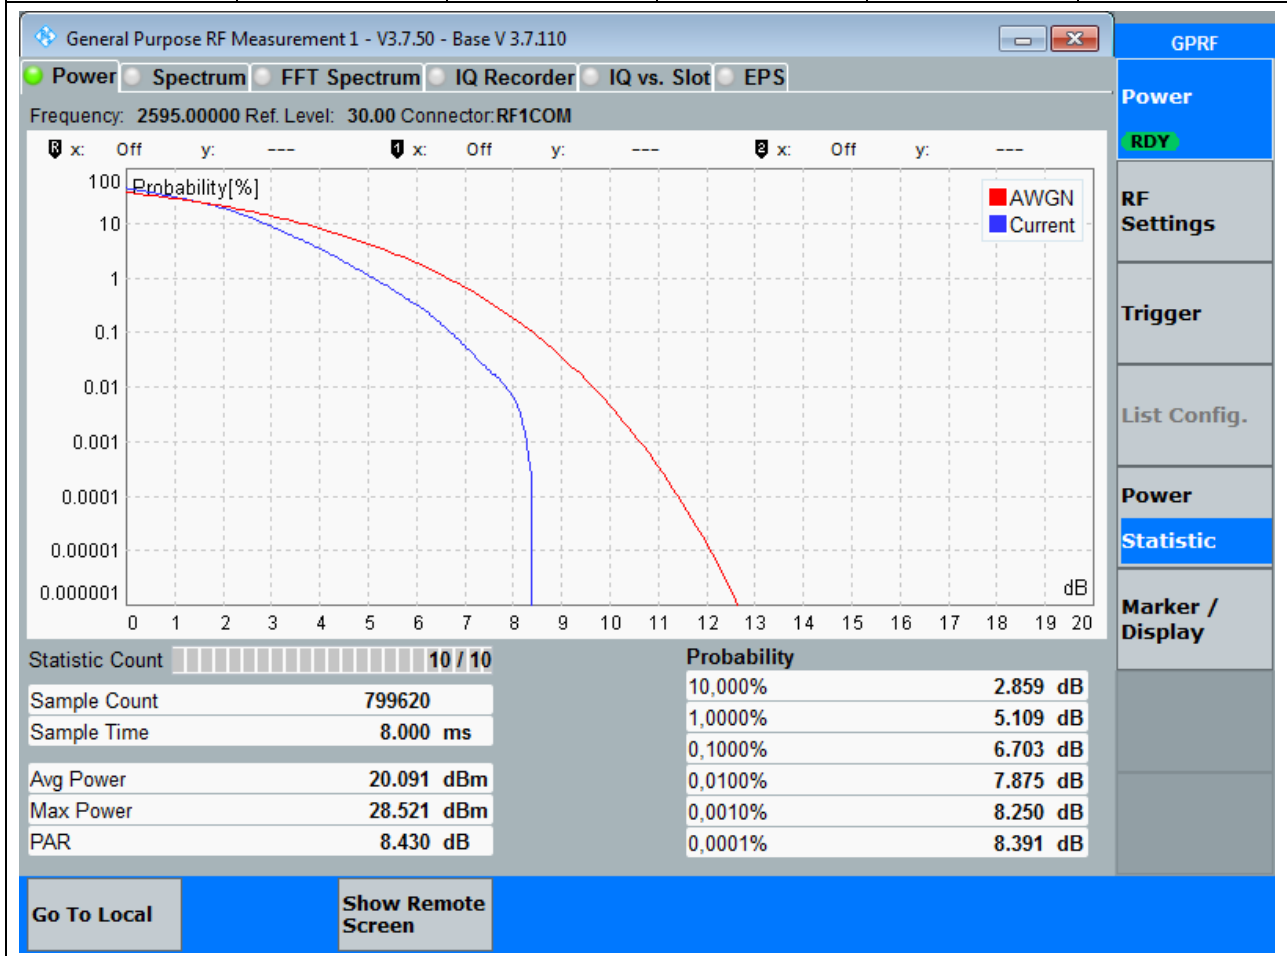 General Purpose RF Measurement 1 - V3.7.50 - Base V 3.7.110
GPRF
Power Spectrum FFT Spectrum IQ Recorder IQ vs. Slot EPS
Frequency: 2595.00000 Ref. Level: 30.00 Connector: RF1COM
R x: Off y: --- 1 x: Off y: --- 2 x: Off y: ---
Probability[%]
100
10
1
0.1
0.01
0.001
0.0001
0.00001
0.000001
AWGN
Current
dB
0 1 2 3 4 5 6 7 8 9 10 11 12 13 14 15 16 17 18 19 20
Statistic Count 10 / 10
Sample Count 799620
Sample Time 8.000 ms
Avg Power 20.091 dBm
Max Power 28.521 dBm
PAR 8.430 dB
Probability
10,000% 2.859 dB
1,0000% 5.109 dB
0,1000% 6.703 dB
0,0100% 7.875 dB
0,0010% 8.250 dB
0,0001% 8.391 dB
Power
RDY
RF
Settings
Trigger
List Config.
Power
Statistic
Marker /
Display
Go To Local
Show Remote
Screen